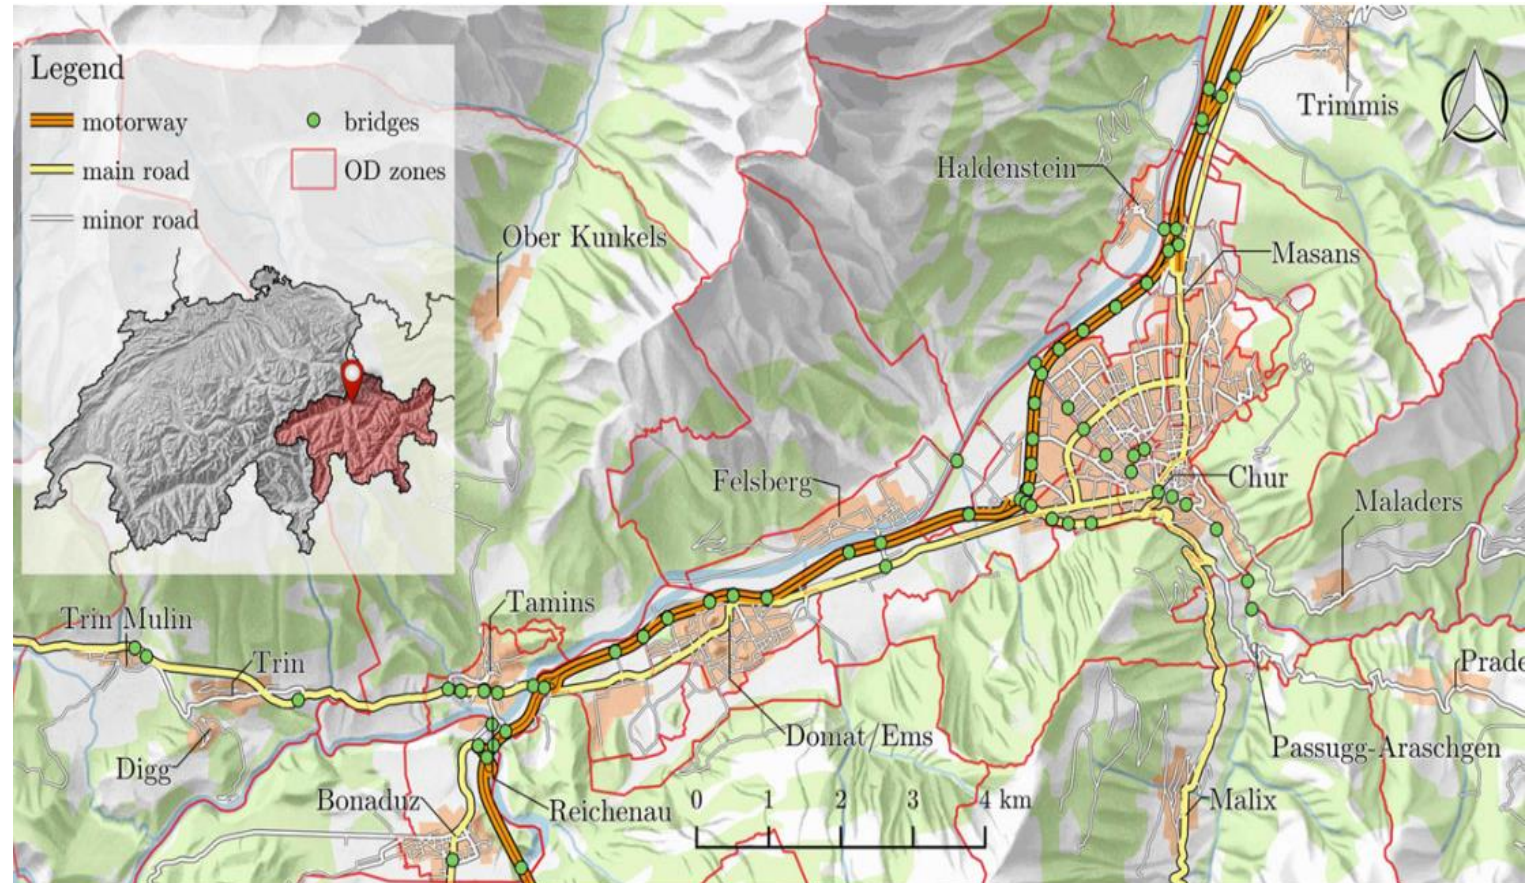 Legend
motorway
bridges
main road
OD zones
minor road
Trimmis
Haldenstein
Ober Kunkels
Masans
Felsberg
Chur
Maladers
Tamins
Trin Mulin
Trin
Prade
Domat/Ems
Passugg-Araschgen
Digg
Bonaduz
Reichenau
Malix
0 1 2 3 4 km